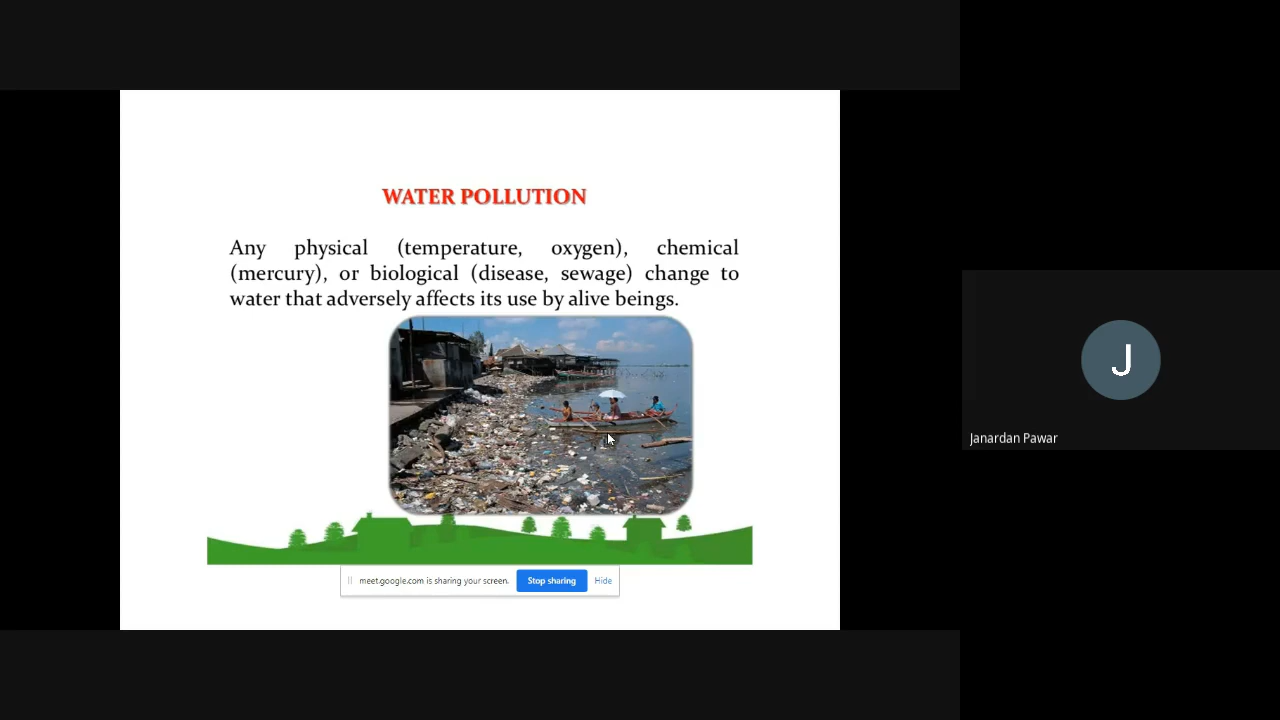 WATER POLLUTION
Any physical (temperature, oxygen), chemical
(mercury), or biological (disease, sewage) change to
water that adversely affects its use by alive beings.
meet.google.com is sharing your screen. Stop sharing Hide
J
Janardan Pawar